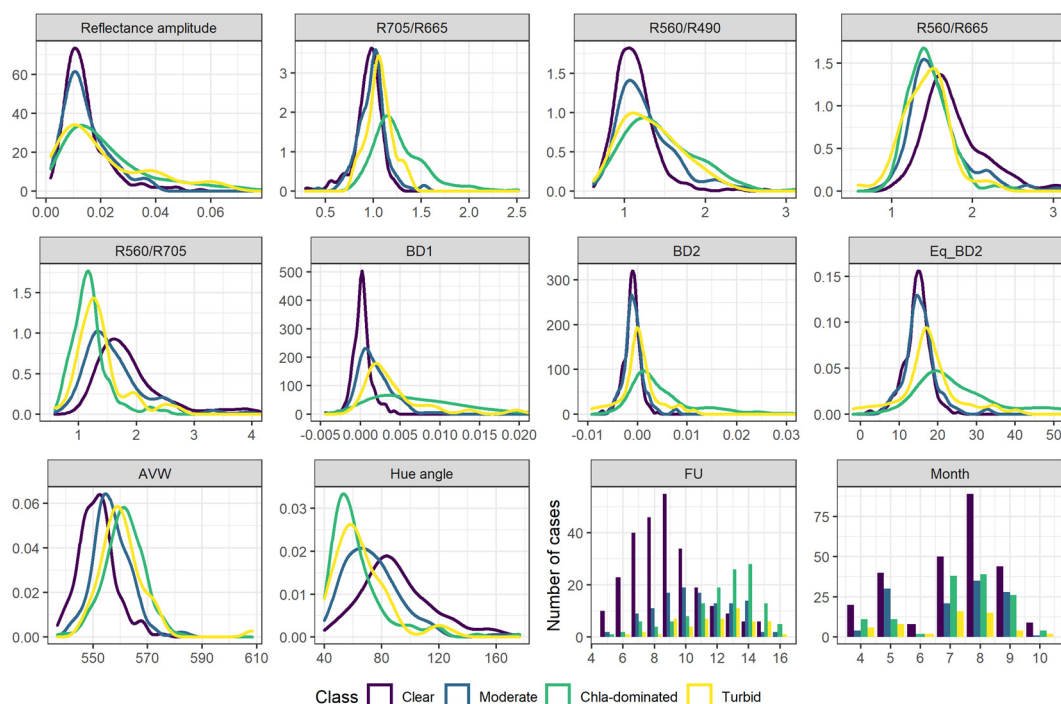 Reflectance amplitude
R705/R665
R560/R490
R560/R665
60
40
20
0
0.00 0.02 0.04 0.06
3
2
1
0
0.5 1.0 1.5 2.0 2.5
1.5
1.0
0.5
0.0
1 2 3
1.5
1.0
0.5
0.0
1 2 3
R560/R705
BD1
BD2
Eq_BD2
1.5
1.0
0.5
0.0
1 2 3 4
500
400
300
200
100
0
-0.005 0.000 0.005 0.010 0.020
300
200
100
0
-0.01 0.00 0.01 0.02 0.03
0.15
0.10
0.05
0.00
0 10 20 30 40 50
AVW
Hue angle
FU
Month
0.06
0.04
0.02
0.00
550 570 590 610
0.03
0.02
0.01
0.00
40 80 120 160
Number of cases
40
20
0
4 6 8 10 12 14 16
75
50
25
0
4 5 6 7 8 9 10
Class Clear Moderate Chla-dominated Turbid